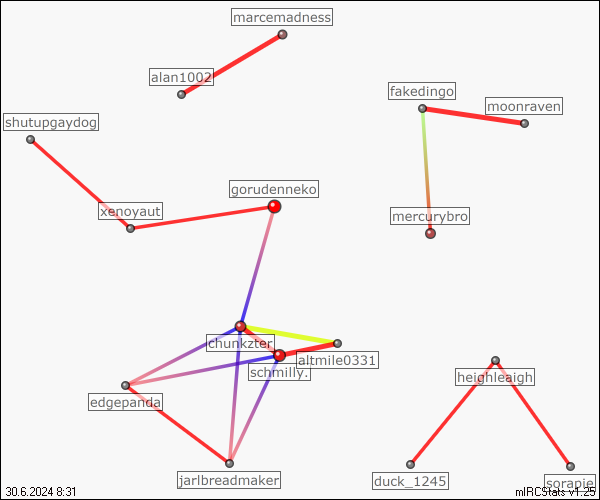 marcemadness
alan1002
fakedingo
moonraven
shutupgaydog
gorudenneko
xenoyaut
mercurybro
chunkzter
altmile0331
schmilly.
heighleaigh
edgepanda
jarlbreadmaker
duck_1245
sorapie
30.6.2024 8:31
mIRCStats v1.25